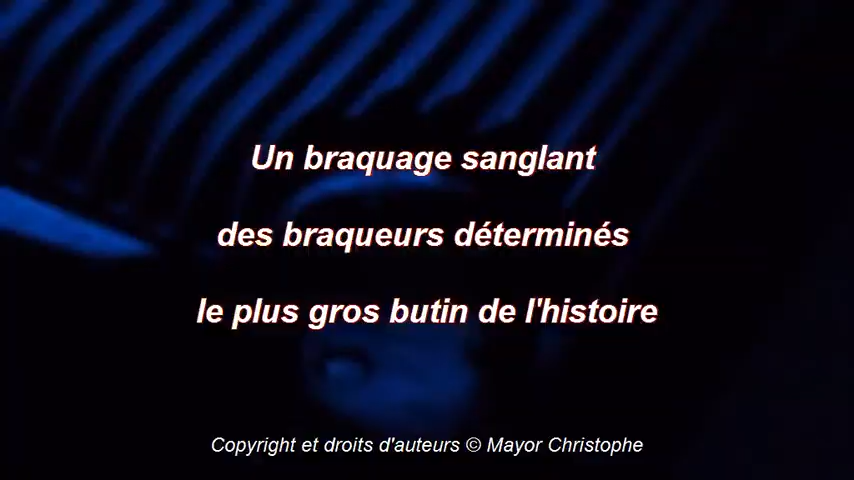 Un braquage sanglant
des braqueurs déterminés
le plus gros butin de l'histoire
Copyright et droits d'auteurs © Mayor Christophe